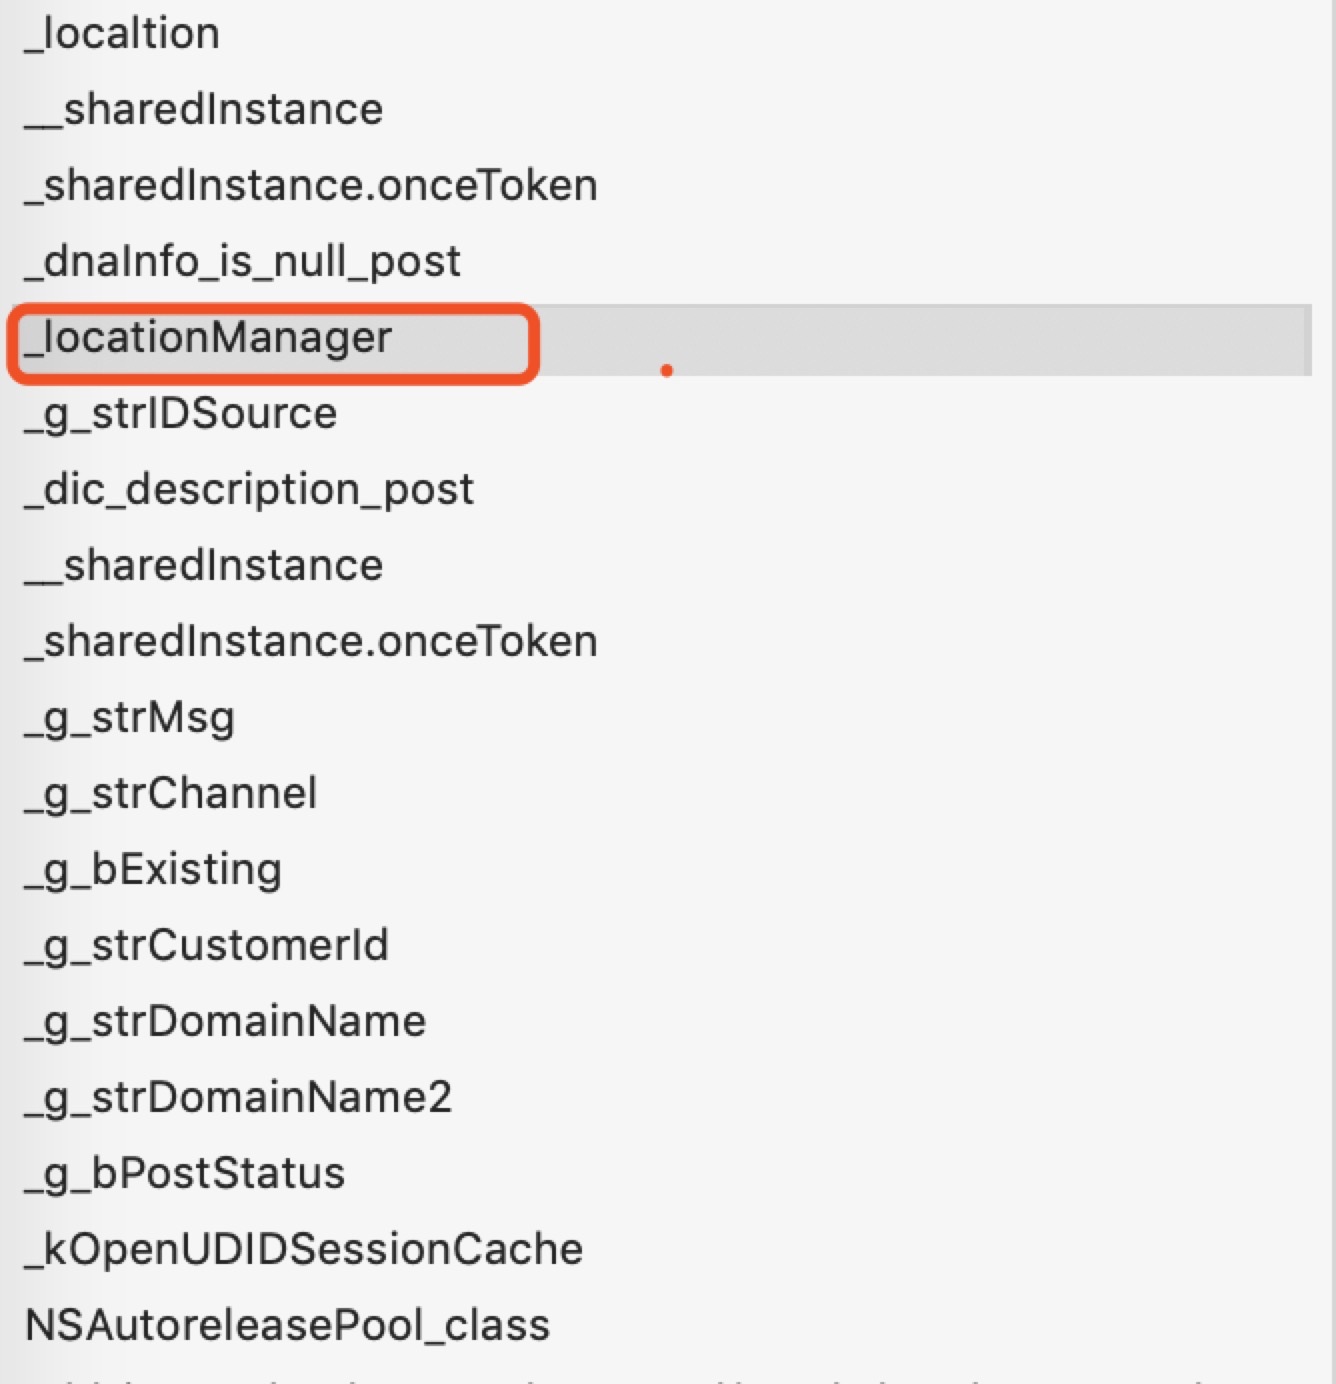 _localtion
__sharedInstance
_sharedInstance.onceToken
_dnaInfo_is_null_post
_locationManager
_g_strIDSource
_dic_description_post
__sharedInstance
_sharedInstance.onceToken
_g_strMsg
_g_strChannel
_g_bExisting
_g_strCustomerId
_g_strDomainName
_g_strDomainName2
_g_bPostStatus
_kOpenUDIDSessionCache
NSAutoreleasePool_class